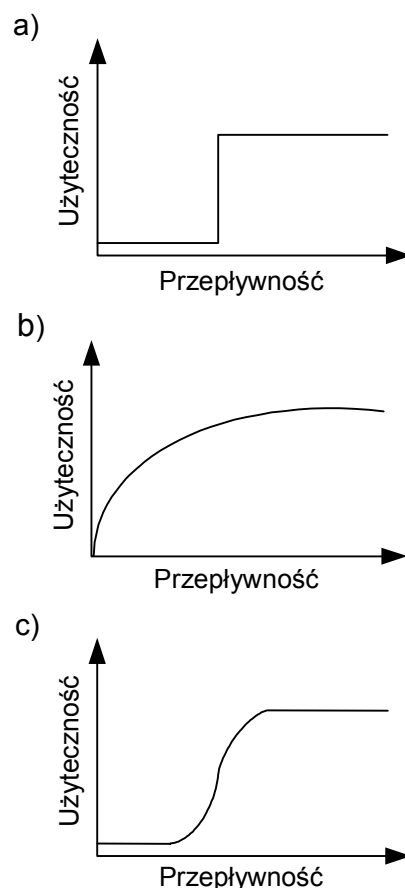 a)
Użyteczność
Przepływność
b)
Użyteczność
Przepływność
c)
Użyteczność
Przepływność